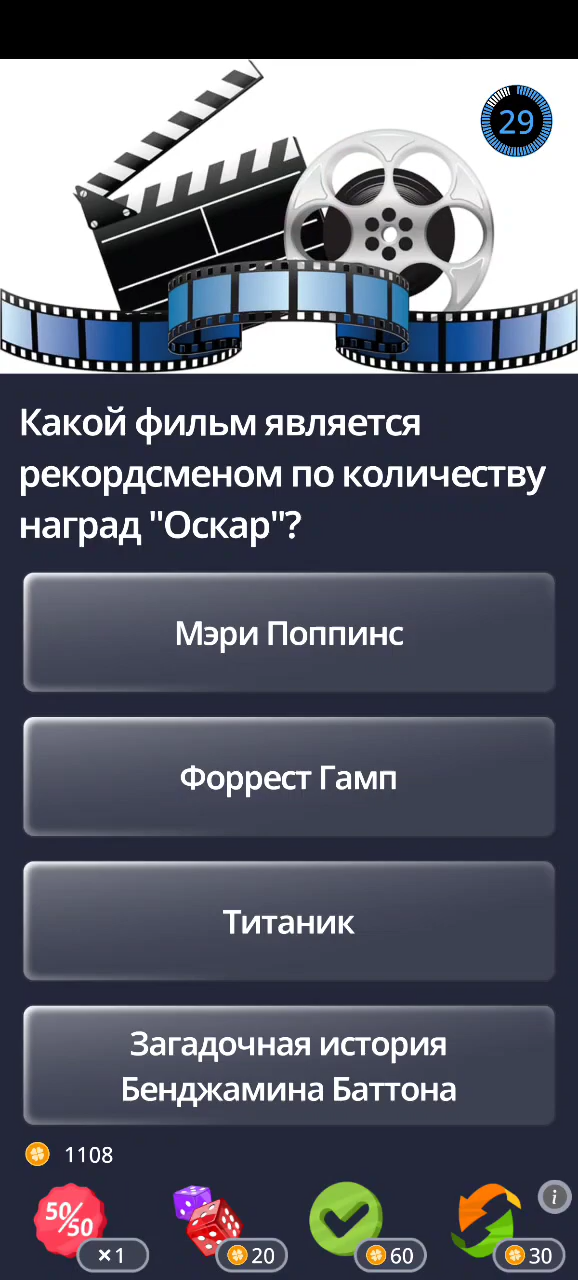 29
Какой фильм является
рекордсменом по количеству
наград "Оскар"?
Мэри Поппинс
Форрест Гамп
Титаник
Загадочная история
Бенджамина Баттона
1108
50/50
×1
20
60
30
i